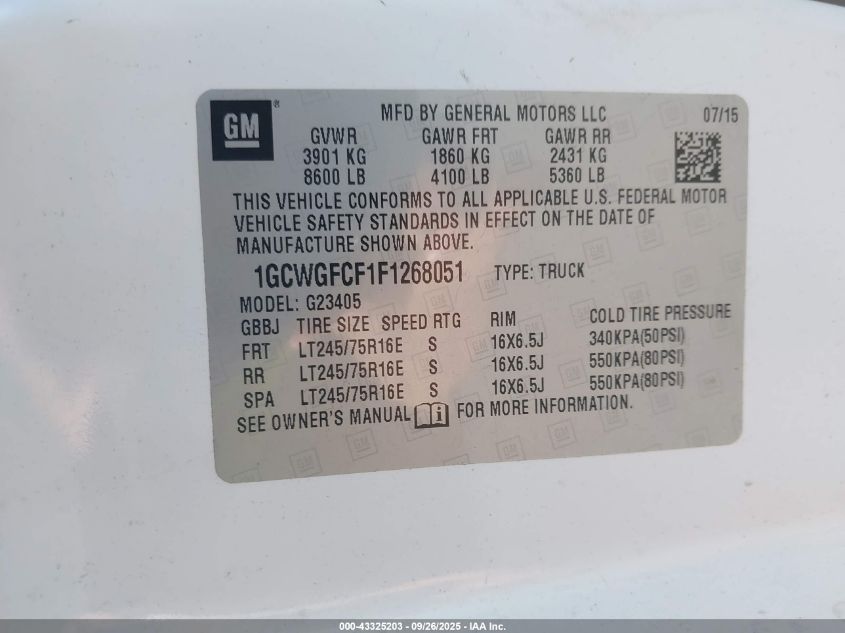 GM ®
MFD BY GENERAL MOTORS LLC 07/15
GVWR GAWR FRT GAWR RR
3901 KG 1860 KG 2431 KG
8600 LB 4100 LB 5360 LB
THIS VEHICLE CONFORMS TO ALL APPLICABLE U.S. FEDERAL MOTOR
VEHICLE SAFETY STANDARDS IN EFFECT ON THE DATE OF
MANUFACTURE SHOWN ABOVE.
1GCWGFCF1F1268051 TYPE: TRUCK
MODEL: G23405
GBBJ TIRE SIZE SPEED RTG RIM COLD TIRE PRESSURE
FRT LT245/75R16E S 16X6.5J 340KPA(50PSI)
RR LT245/75R16E S 16X6.5J 550KPA(80PSI)
SPA LT245/75R16E S 16X6.5J 550KPA(80PSI)
SEE OWNER'S MANUAL i FOR MORE INFORMATION.
000-43325203 - 09/26/2025 - IAA Inc.